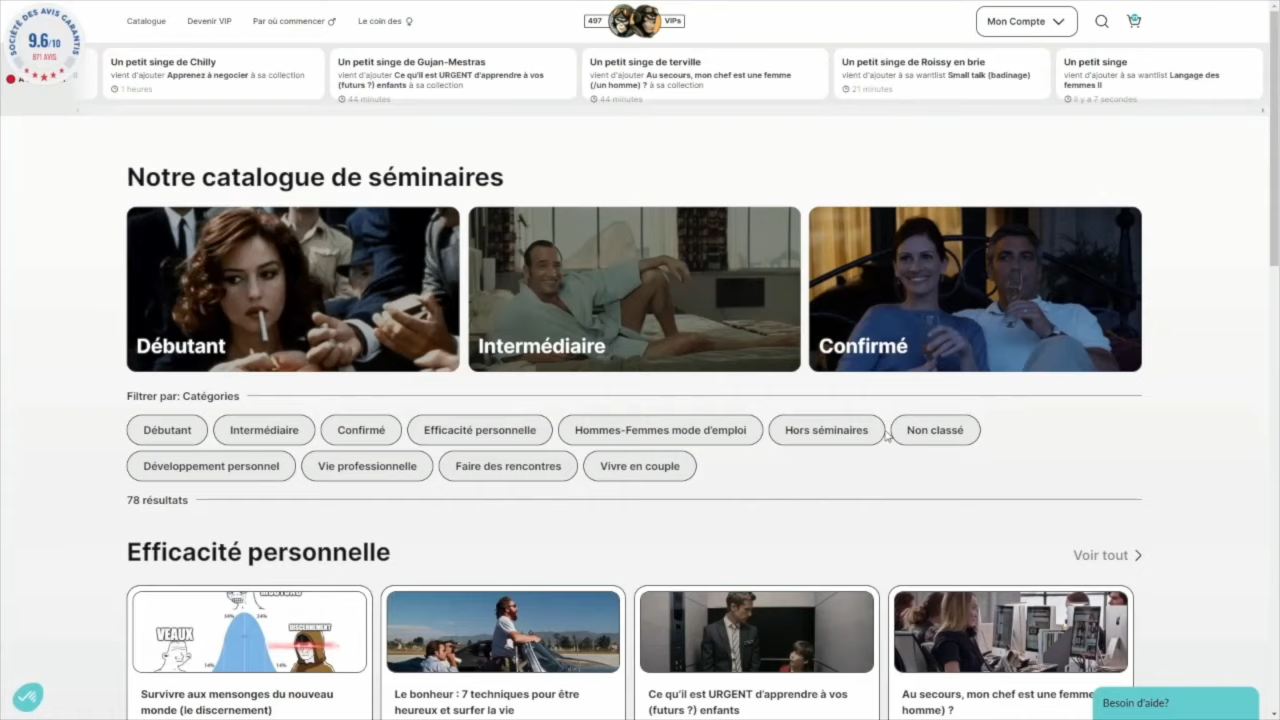 SOCIÉTÉ DES AVIS GARANTIS
9.6/10
671 AVIS
Catalogue
Devenir VIP
Par où commencer
Le coin des
497
VIPs
Mon Compte
Un petit singe de Chilly
vient d'ajouter Apprenez à negocier à sa collection
1 heures
Un petit singe de Gujan-Mestras
vient d'ajouter Ce qu'il est URGENT d'apprendre à vos
(futurs ?) enfants à sa collection
44 minutes
Un petit singe de terville
vient d'ajouter Au secours, mon chef est une femme
(/un homme) ? à sa collection
44 minutes
Un petit singe de Roissy en brie
vient d'ajouter à sa wantlist Small talk (badinage)
21 minutes
Un petit singe
vient d'ajouter à sa wantlist Langage des
femmes II
il y a 7 secondes
Notre catalogue de séminaires
Débutant
Intermédiaire
Confirmé
Filtrer par: Catégories
Débutant
Intermédiaire
Confirmé
Efficacité personnelle
Hommes-Femmes mode d'emploi
Hors séminaires
Non classé
Développement personnel
Vie professionnelle
Faire des rencontres
Vivre en couple
78 résultats
Efficacité personnelle
Voir tout
VEAUX
34%
34%
DISCERNEMENT
14%
14%
Survivre aux mensonges du nouveau
monde (le discernement)
Le bonheur : 7 techniques pour être
heureux et surfer la vie
Ce qu'il est URGENT d'apprendre à vos
(futurs ?) enfants
Au secours, mon chef est une femme
homme) ?
Besoin d'aide?